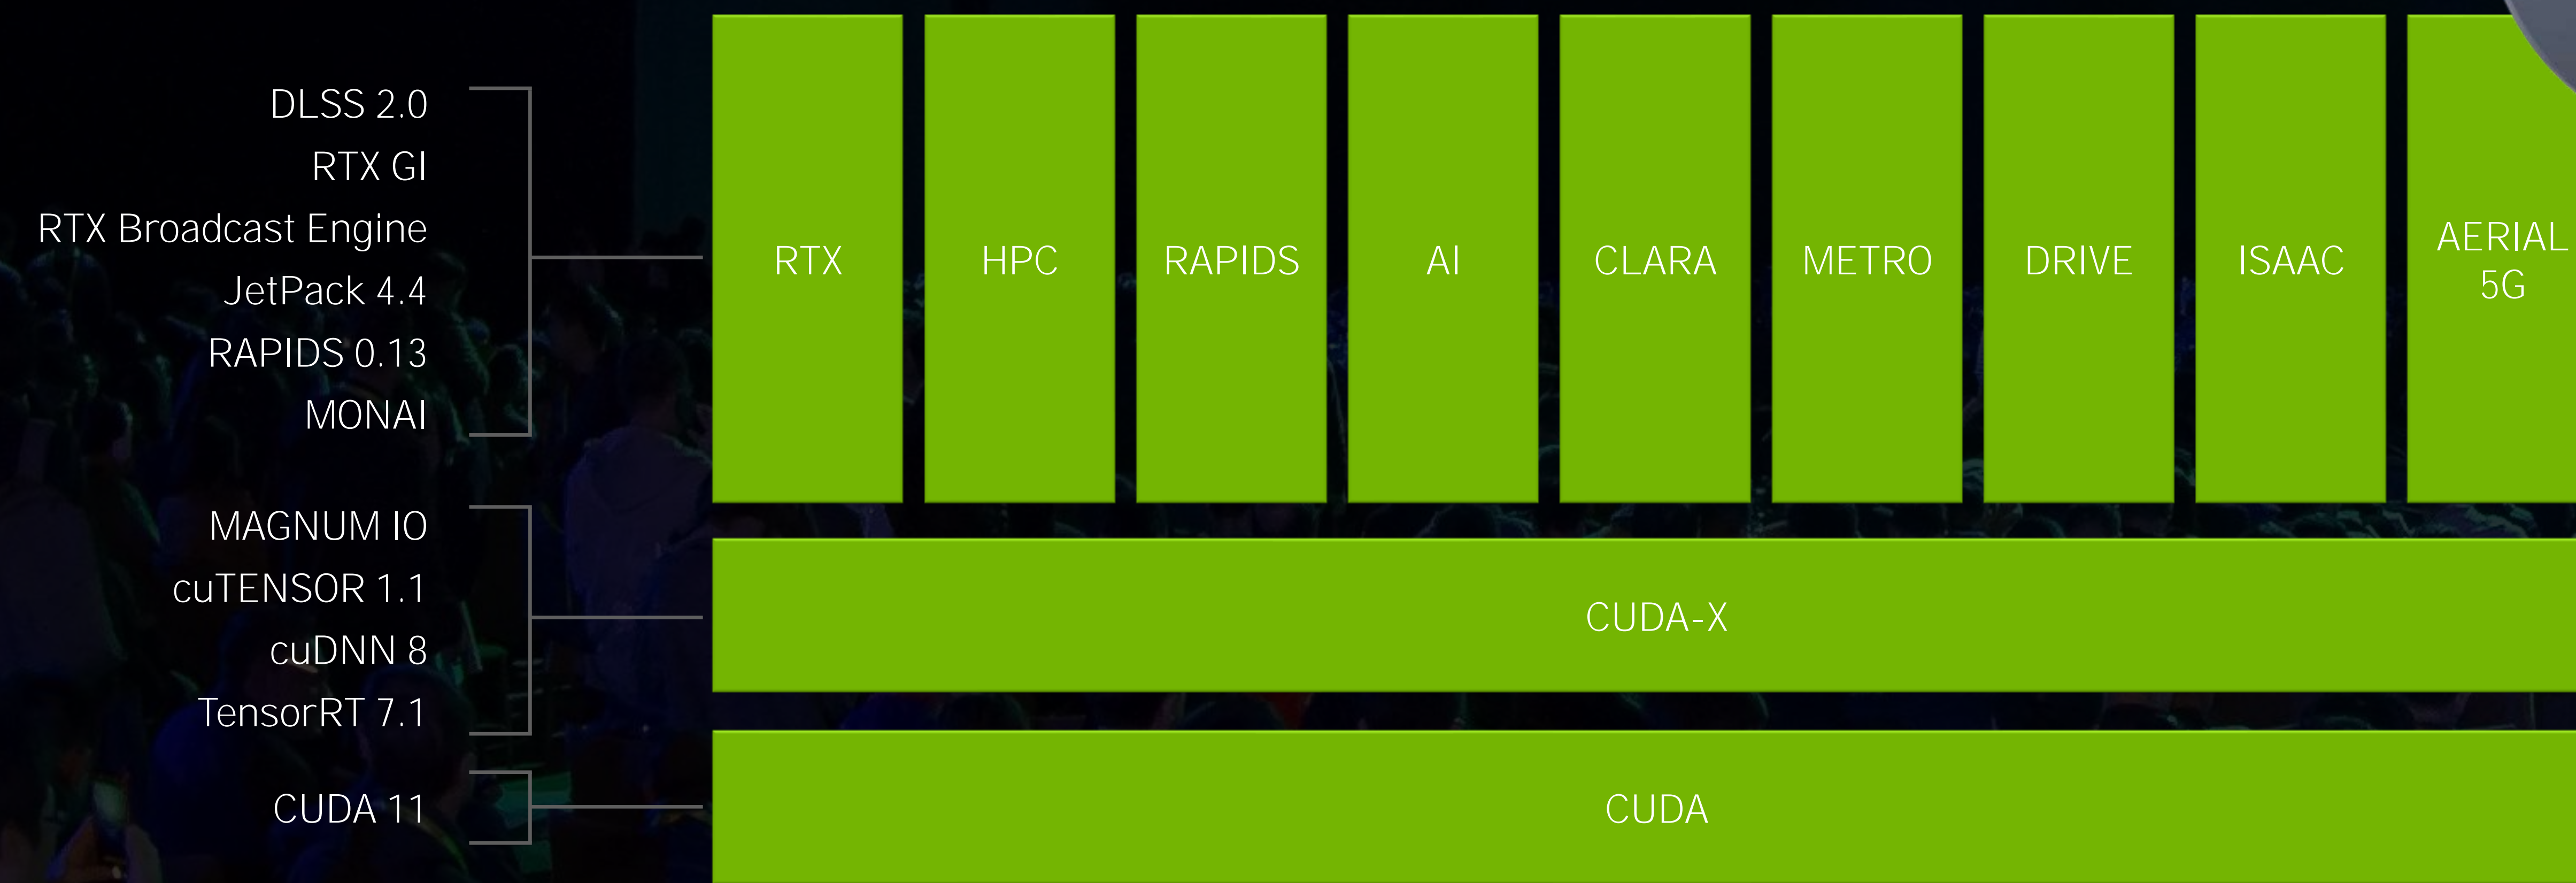 DLSS 2.0
RTX GI
RTX Broadcast Engine
JetPack 4.4
RAPIDS 0.13
MONAI
MAGNUM IO
cuTENSOR 1.1
cuDNN 8
TensorRT 7.1
CUDA 11
RTX
HPC
RAPIDS
AI
CLARA
METRO
DRIVE
ISAAC
AERIAL
5G
CUDA-X
CUDA